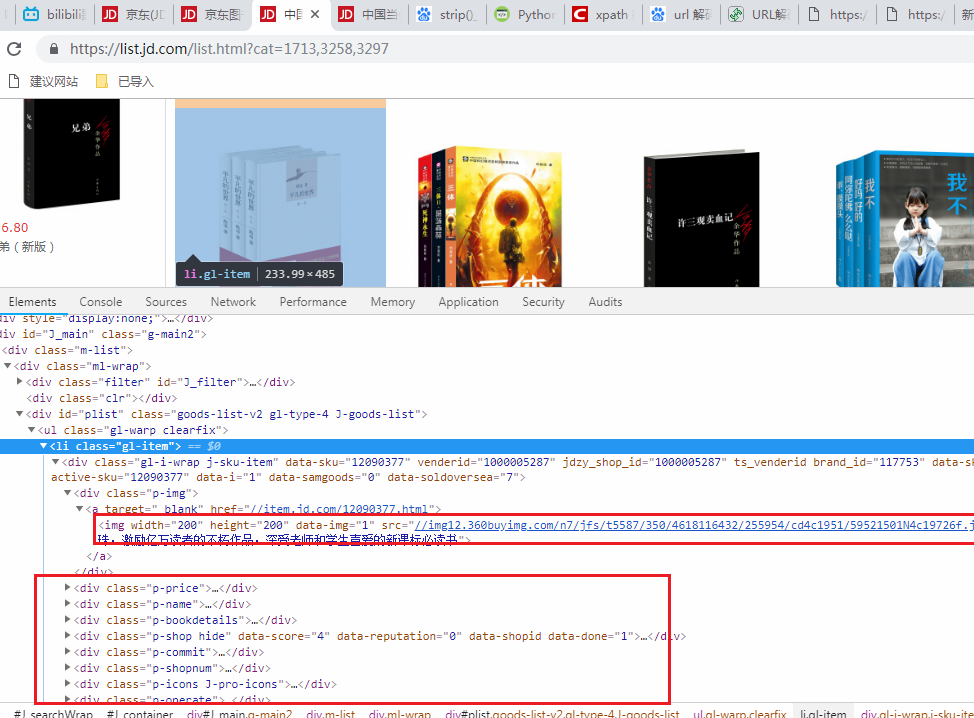 bilibili
京东(J
京东图
中国
中国当
strip()_
Python
xpath
url 解
URL解
https:/
https:/
https://list.jd.com/list.html?cat=1713,3258,3297
建议网站 已导入
兄弟
余华作品
三体
许三观卖血记
余华作品
我不
6.80
弟（新版）
li.gl-item 233.99×485
Elements Console Sources Network Performance Memory Application Security Audits
div style="display:none;">…</div>
div id="J_main" class="g-main2">
<div class="m-list">
▼<div class="ml-wrap">
▶<div class="filter" id="J_filter">…</div>
<div class="clr"></div>
▼<div id="plist" class="goods-list-v2 gl-type-4 J-goods-list">
▼<ul class="gl-warp clearfix">
▼<li class="gl-item"> == $0
▼<div class="gl-i-wrap j-sku-item" data-sku="12090377" venderid="1000005287" jdzy_shop_id="1000005287" ts_venderid brand_id="117753" data-sk
active-sku="12090377" data-i="1" data-samgoods="0" data-soldoversea="7">
▼<div class="p-img">
▼<a target="_blank" href="//item.jd.com/12090377.html">
<img width="200" height="200" data-img="1" src="//img12.360buyimg.com/n7/jfs/t5587/350/4618116432/255954/cd4c1951/59521501N4c19726f.j
珠，激励亿万读者的不朽作品，深受老师和学生喜爱的新课标必读书">
</a>
</div>
▶<div class="p-price">…</div>
▶<div class="p-name">…</div>
▶<div class="p-bookdetails">…</div>
▶<div class="p-shop hide" data-score="4" data-reputation="0" data-shopid data-done="1">…</div>
▶<div class="p-commit">…</div>
▶<div class="p-shopnum">…</div>
▶<div class="p-icons J-pro-icons">…</div>
▶<div class="p-operate">…</div>
#J_searchWrap #J_container div#J_main.g-main2 div.m-list div.ml-wrap div#plist.goods-list-v2.gl-type-4.J-goods-list ul.gl-warp.clearfix li.gl-item div.gl-i-wrap.j-sku-item